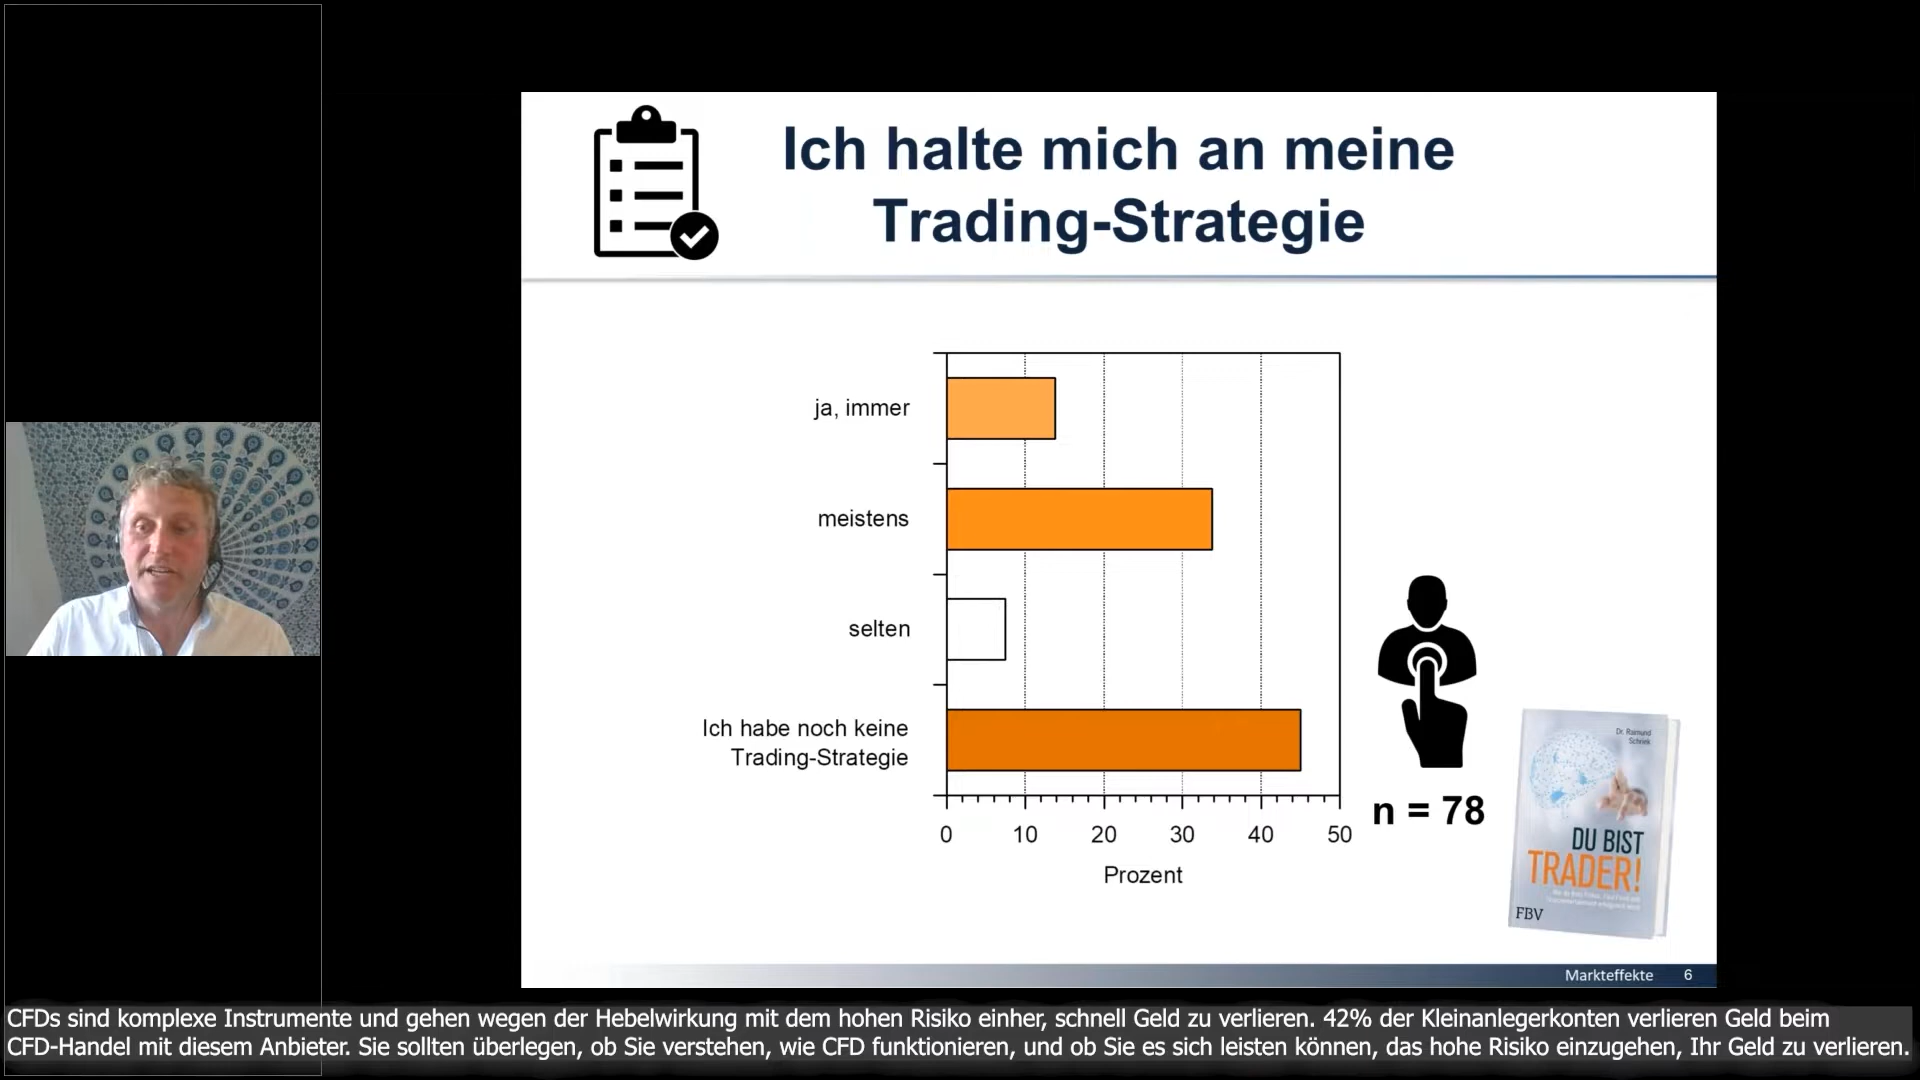 Ich halte mich an meine
Trading-Strategie
ja, immer
meistens
selten
Ich habe noch keine
Trading-Strategie
0 10 20 30 40 50
Prozent
n = 78
Dr. Raimund
Schriek
DU BIST
TRADER!
FBV
Markteffekte 6
CFDs sind komplexe Instrumente und gehen wegen der Hebelwirkung mit dem hohen Risiko einher, schnell Geld zu verlieren. 42% der Kleinanlegerkonten verlieren Geld beim
CFD-Handel mit diesem Anbieter. Sie sollten überlegen, ob Sie verstehen, wie CFD funktionieren, und ob Sie es sich leisten können, das hohe Risiko einzugehen, Ihr Geld zu verlieren.